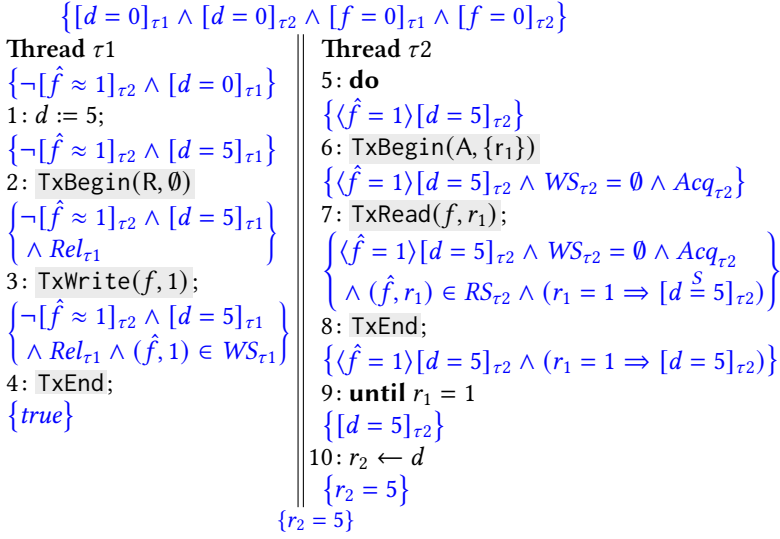 {[d = 0]τ1 ∧ [d = 0]τ2 ∧ [f = 0]τ1 ∧ [f = 0]τ2}
Thread τ1
{¬[f̂ ≈ 1]τ2 ∧ [d = 0]τ1}
1: d := 5;
{¬[f̂ ≈ 1]τ2 ∧ [d = 5]τ1}
2: TxBegin(R, ∅)
{¬[f̂ ≈ 1]τ2 ∧ [d = 5]τ1
∧ Relτ1}
3: TxWrite(f, 1);
{¬[f̂ ≈ 1]τ2 ∧ [d = 5]τ1
∧ Relτ1 ∧ (f̂, 1) ∈ WSτ1}
4: TxEnd;
{true}
Thread τ2
5: do
{⟨f̂ = 1⟩[d = 5]τ2}
6: TxBegin(A, {r1})
{⟨f̂ = 1⟩[d = 5]τ2 ∧ WSτ2 = ∅ ∧ Acqτ2}
7: TxRead(f, r1);
{⟨f̂ = 1⟩[d = 5]τ2 ∧ WSτ2 = ∅ ∧ Acqτ2
∧ (f̂, r1) ∈ RSτ2 ∧ (r1 = 1 ⇒ [d =S 5]τ2)}
8: TxEnd;
{⟨f̂ = 1⟩[d = 5]τ2 ∧ (r1 = 1 ⇒ [d = 5]τ2)}
9: until r1 = 1
{[d = 5]τ2}
10: r2 ← d
{r2 = 5}
{r2 = 5}